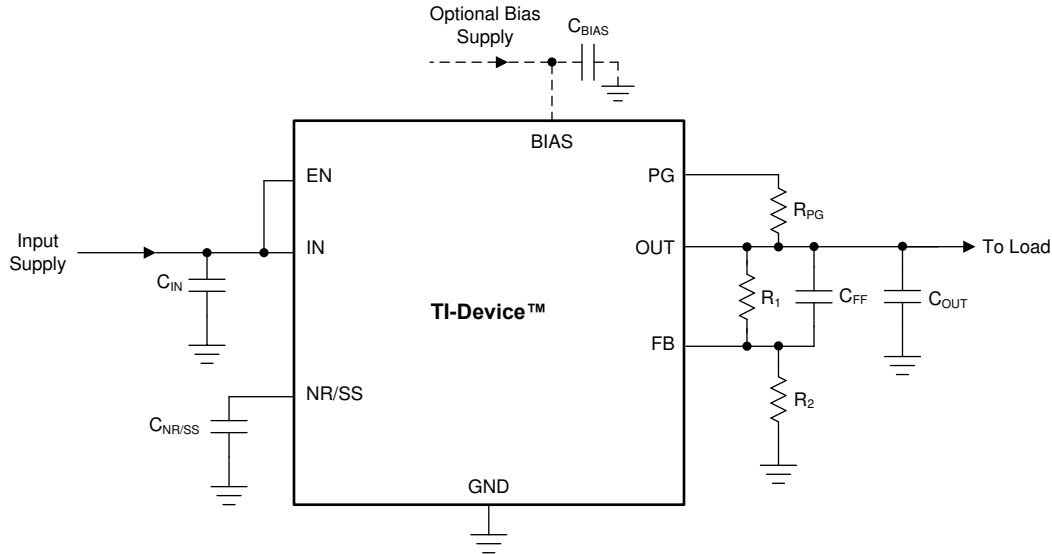 Optional Bias
Supply
C_BIAS
BIAS
EN
PG
R_PG
Input
Supply
IN
OUT
To Load
C_IN
TI-Device™
R_1
C_FF
C_OUT
FB
NR/SS
R_2
C_NR/SS
GND